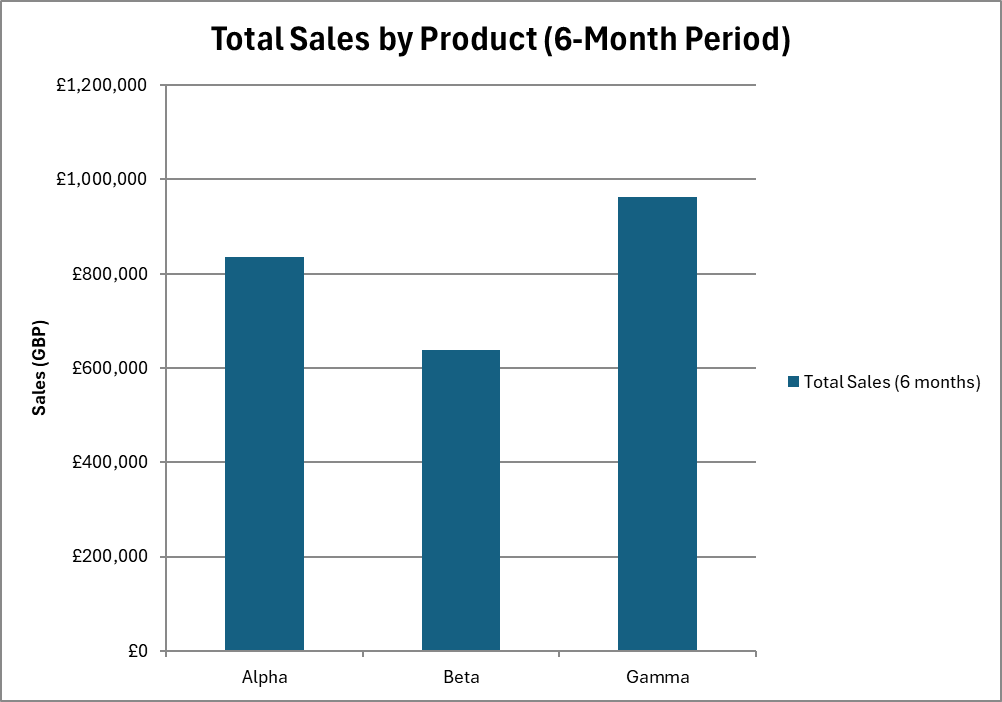 Total Sales by Product (6-Month Period)
£1,200,000
£1,000,000
£800,000
£600,000
£400,000
£200,000
£0
Sales (GBP)
Alpha
Beta
Gamma
Total Sales (6 months)